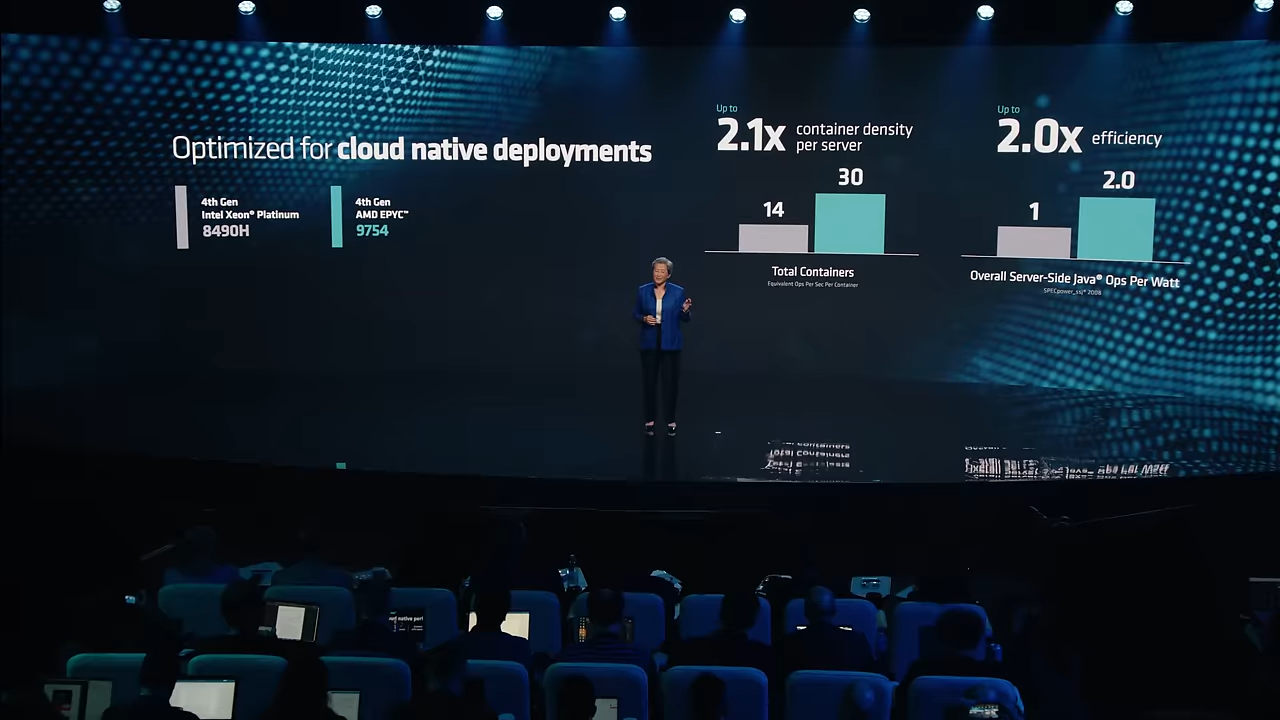 Optimized for cloud native deployments
4th Gen
Intel Xeon® Platinum
8490H
4th Gen
AMD EPYC™
9754
Up to
2.1x container density
per server
14
30
Total Containers
Equivalent Ops Per Sec Per Container
Up to
2.0x efficiency
1
2.0
Overall Server-Side Java® Ops Per Watt
SPECpower_ssj® 2008